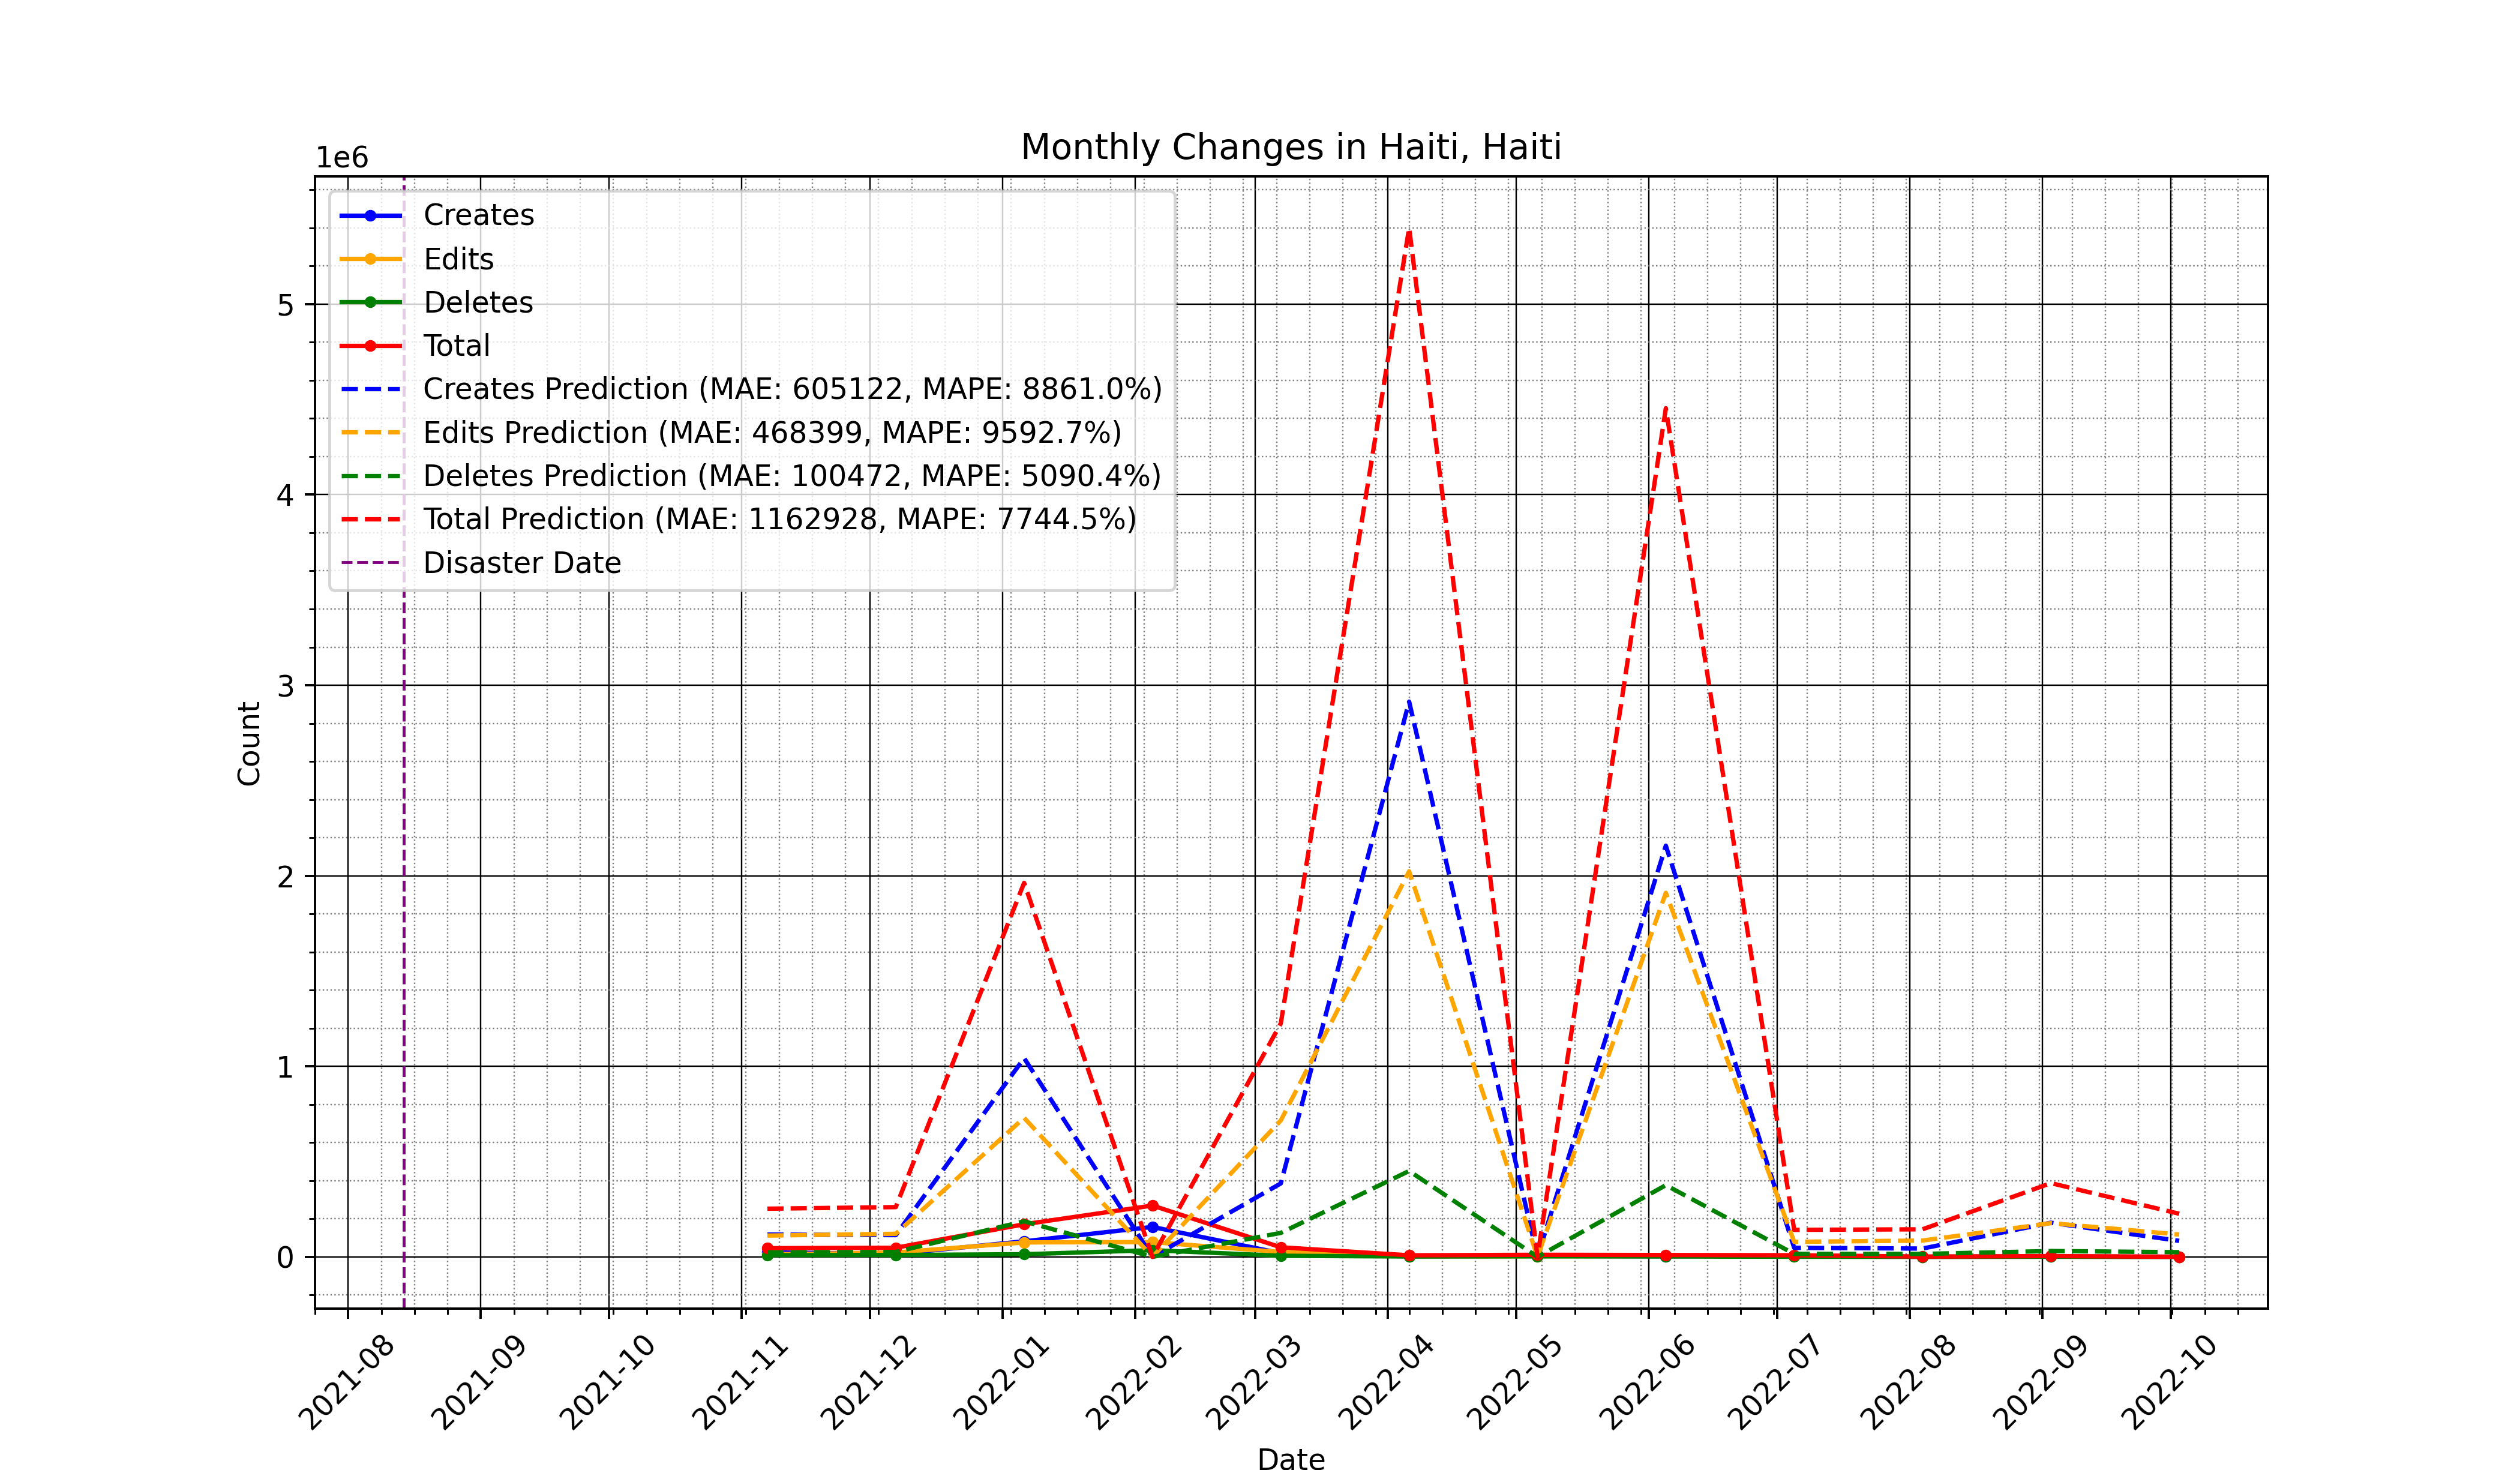 Monthly Changes in Haiti, Haiti
1e6
Creates
Edits
Deletes
Total
Creates Prediction (MAE: 605122, MAPE: 8861.0%)
Edits Prediction (MAE: 468399, MAPE: 9592.7%)
Deletes Prediction (MAE: 100472, MAPE: 5090.4%)
Total Prediction (MAE: 1162928, MAPE: 7744.5%)
Disaster Date
5
4
3
2
1
0
Count
2021-08
2021-09
2021-10
2021-11
2021-12
2022-01
2022-02
2022-03
2022-04
2022-05
2022-06
2022-07
2022-08
2022-09
2022-10
Date